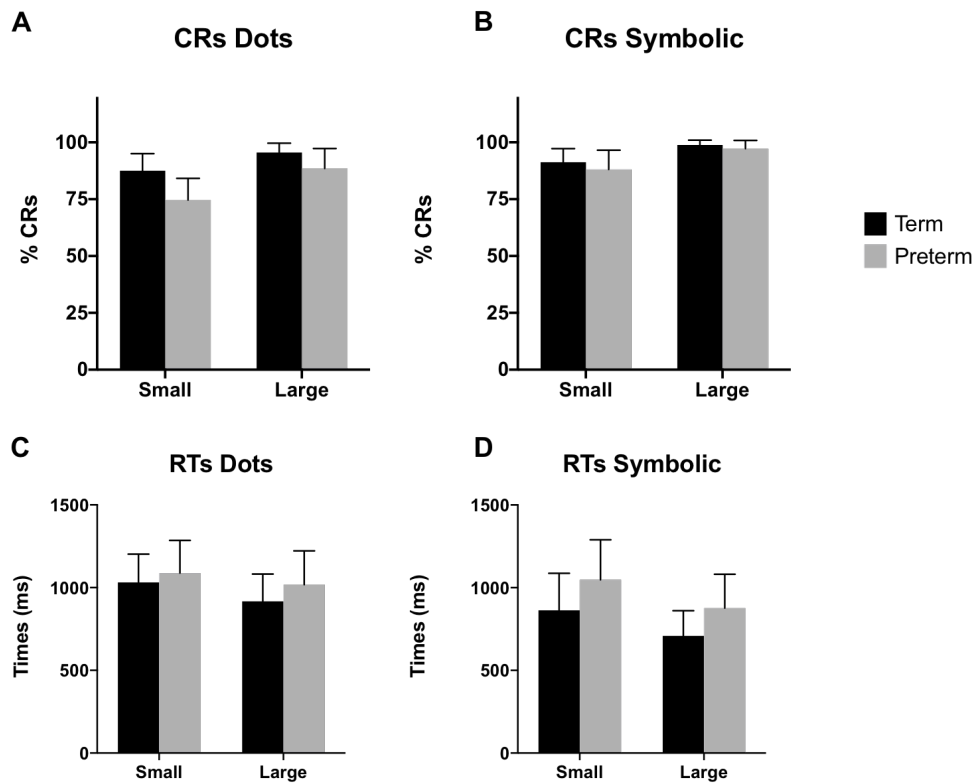 A
CRs Dots
% CRs
100
75
50
25
0
Small Large
B
CRs Symbolic
% CRs
100
75
50
25
0
Small Large
Term
Preterm
C
RTs Dots
Times (ms)
1500
1000
500
0
Small Large
D
RTs Symbolic
Times (ms)
1500
1000
500
0
Small Large